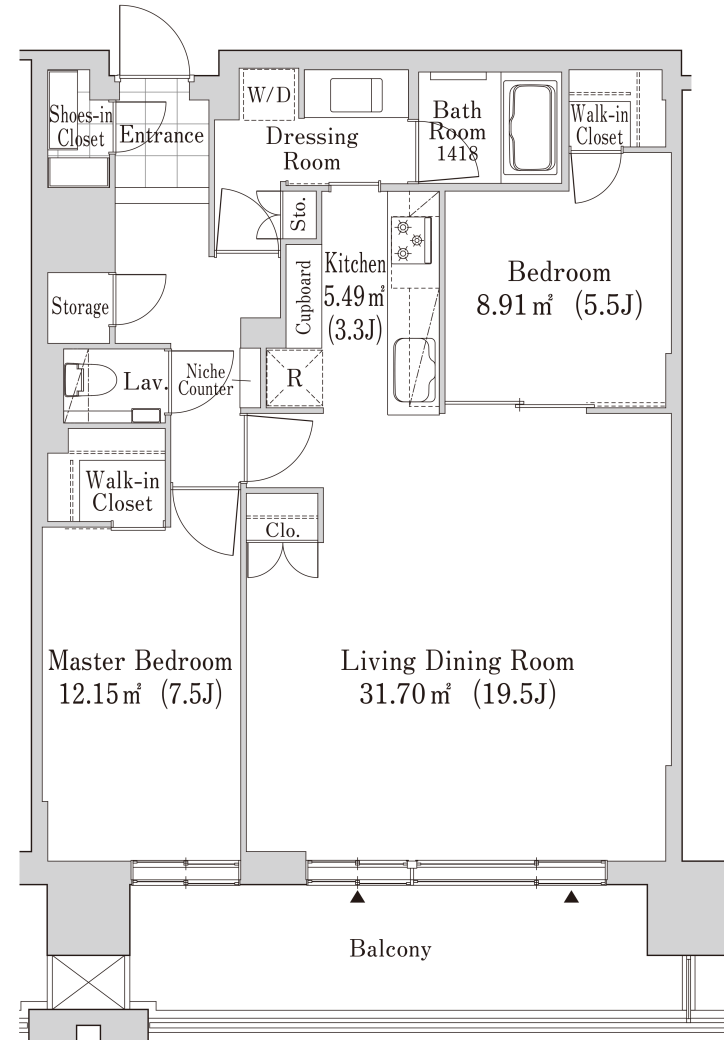 Shoes-in
Closet
Entrance
W/D
Dressing
Room
Bath
Room
1418
Walk-in
Closet
Sto.
Storage
Cupboard
Kitchen
5.49㎡
(3.3J)
Bedroom
8.91㎡ (5.5J)
Lav.
Niche
Counter
R
Walk-in
Closet
Clo.
Master Bedroom
12.15㎡ (7.5J)
Living Dining Room
31.70㎡ (19.5J)
Balcony